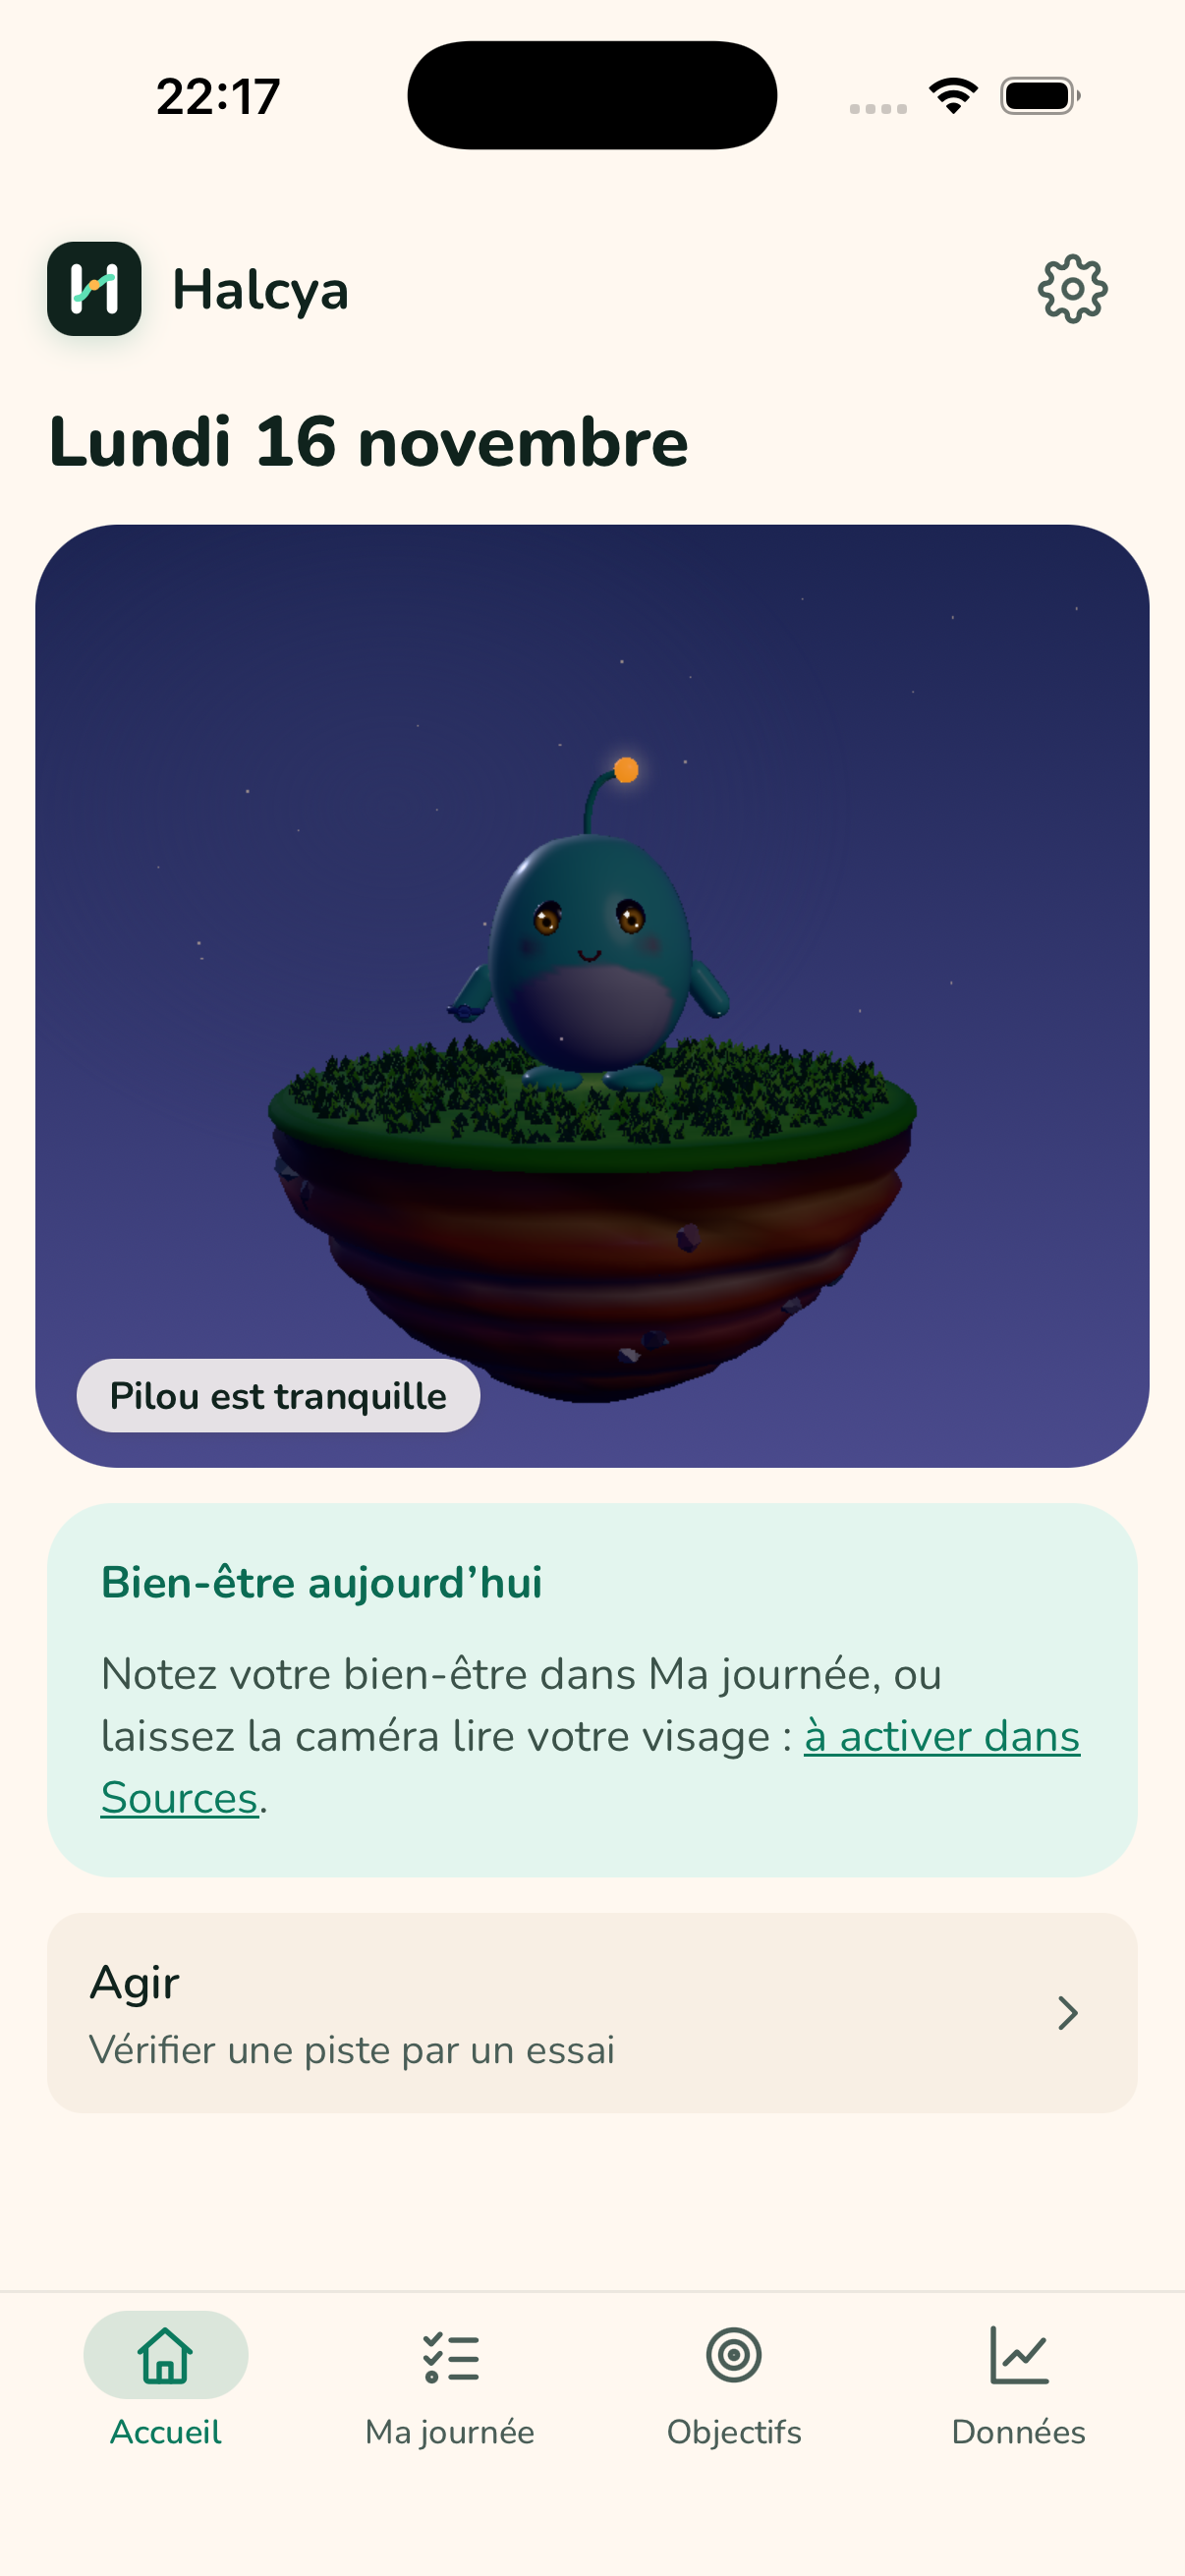 22:17
Halcya
Lundi 16 novembre
Pilou est tranquille
Bien-être aujourd’hui
Notez votre bien-être dans Ma journée, ou
laissez la caméra lire votre visage : à activer dans
Sources.
Agir
Vérifier une piste par un essai
Accueil
Ma journée
Objectifs
Données